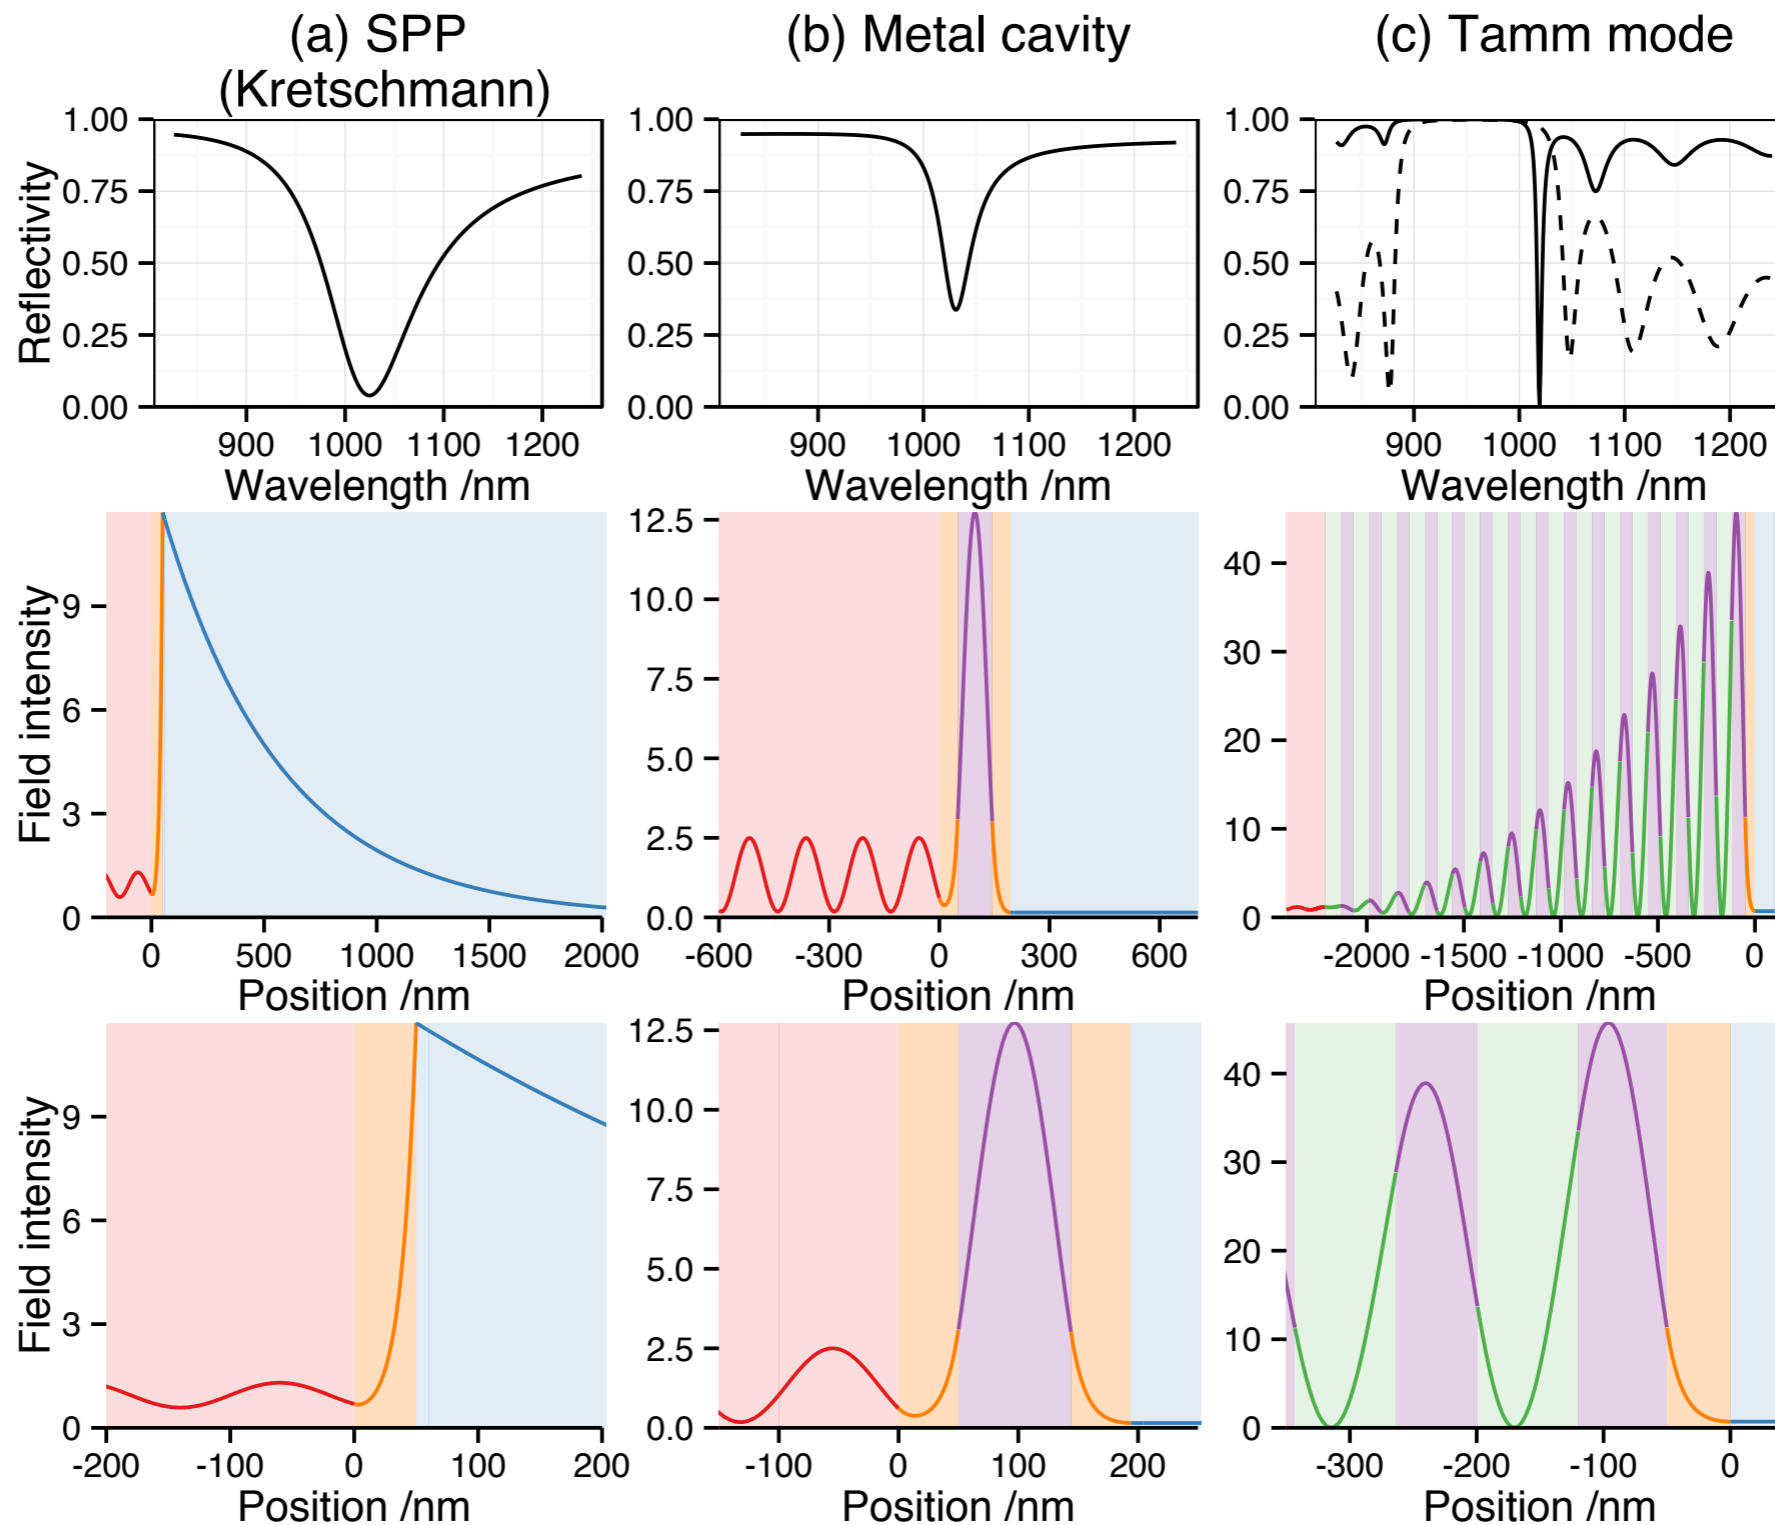 (a) SPP
(Kretschmann)
(b) Metal cavity
(c) Tamm mode
Reflectivity
1.00
0.75
0.50
0.25
0.00
900 1000 1100 1200
Wavelength /nm
1.00
0.75
0.50
0.25
0.00
900 1000 1100 1200
Wavelength /nm
1.00
0.75
0.50
0.25
0.00
900 1000 1100 1200
Wavelength /nm
Field intensity
9
6
3
0
0 500 1000 1500 2000
Position /nm
12.5
10.0
7.5
5.0
2.5
0.0
-600 -300 0 300 600
Position /nm
40
30
20
10
0
-2000 -1500 -1000 -500 0
Position /nm
Field intensity
9
6
3
0
-200 -100 0 100 200
Position /nm
12.5
10.0
7.5
5.0
2.5
0.0
-100 0 100 200
Position /nm
40
30
20
10
0
-300 -200 -100 0
Position /nm